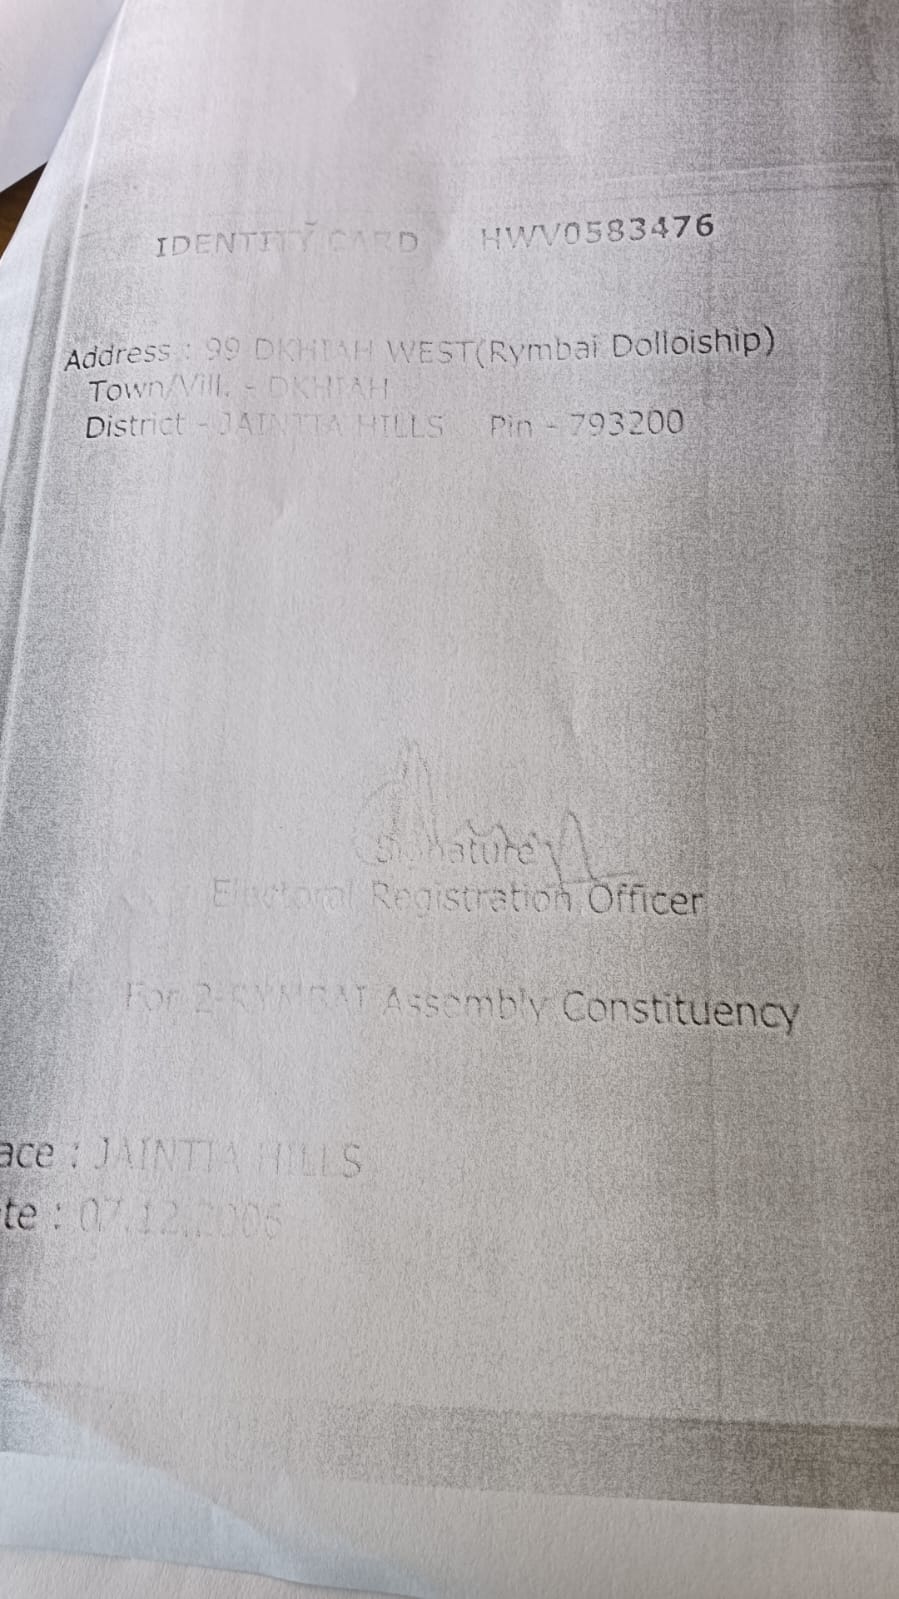 IDENTITY CARD HWV0583476
Address : 99 DKHIAH WEST(Rymbai Dolloiship)
Town/Vill. - DKHIAH
District - JAINTIA HILLS Pin - 793200
Signature
Electoral Registration Officer
For 2-RYMBAI Assembly Constituency
ace : JAINTIA HILLS
te : 07.12.2006